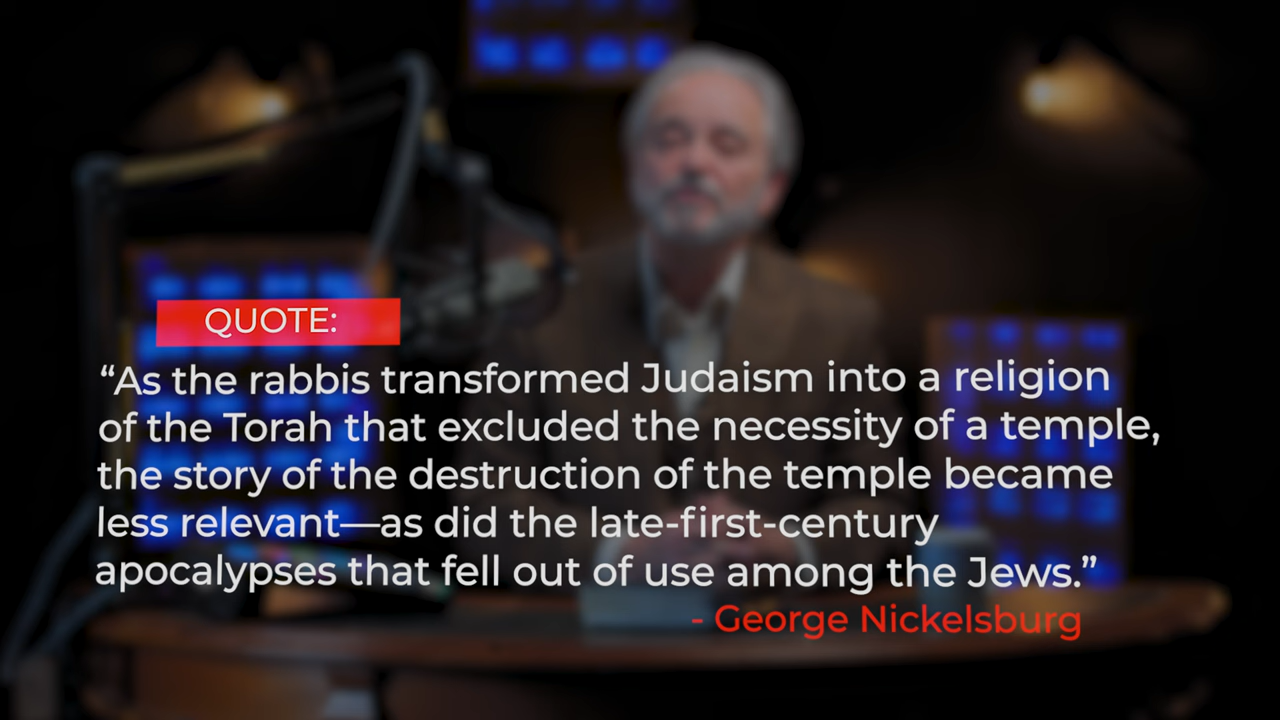 QUOTE:
“As the rabbis transformed Judaism into a religion
of the Torah that excluded the necessity of a temple,
the story of the destruction of the temple became
less relevant—as did the late-first-century
apocalypses that fell out of use among the Jews.”
- George Nickelsburg